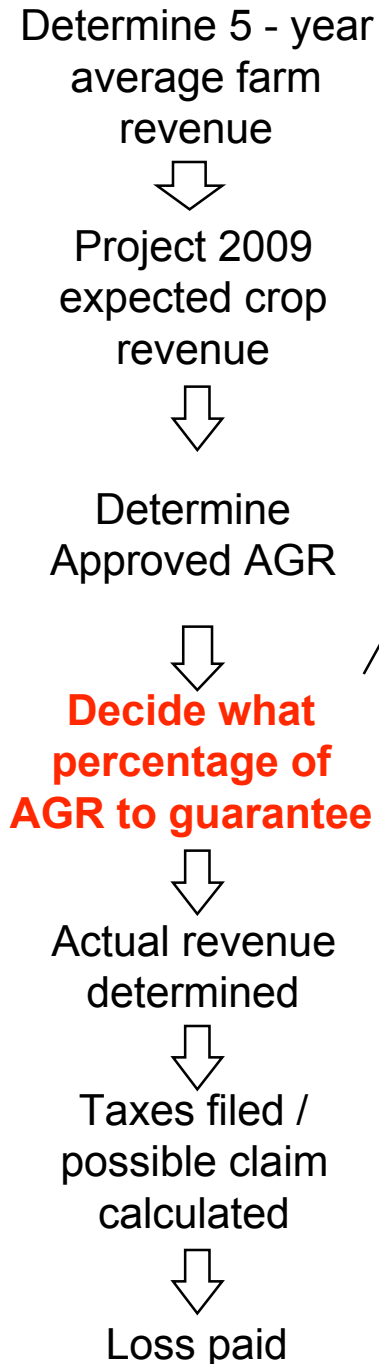 Determine 5 - year
average farm
revenue
Project 2009
expected crop
revenue
Determine
Approved AGR
Decide what
percentage of
AGR to guarantee
Actual revenue
determined
Taxes filed /
possible claim
calculated
Loss paid